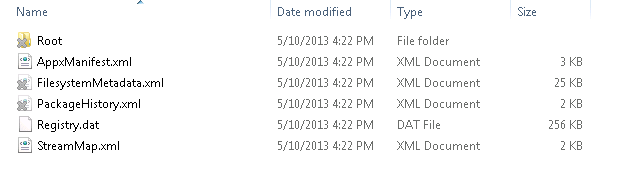 Name Date modified Type Size
Root 5/10/2013 4:22 PM File folder
AppxManifest.xml 5/10/2013 4:22 PM XML Document 3 KB
FilesystemMetadata.xml 5/10/2013 4:22 PM XML Document 25 KB
PackageHistory.xml 5/10/2013 4:22 PM XML Document 2 KB
Registry.dat 5/10/2013 4:22 PM DAT File 256 KB
StreamMap.xml 5/10/2013 4:22 PM XML Document 2 KB